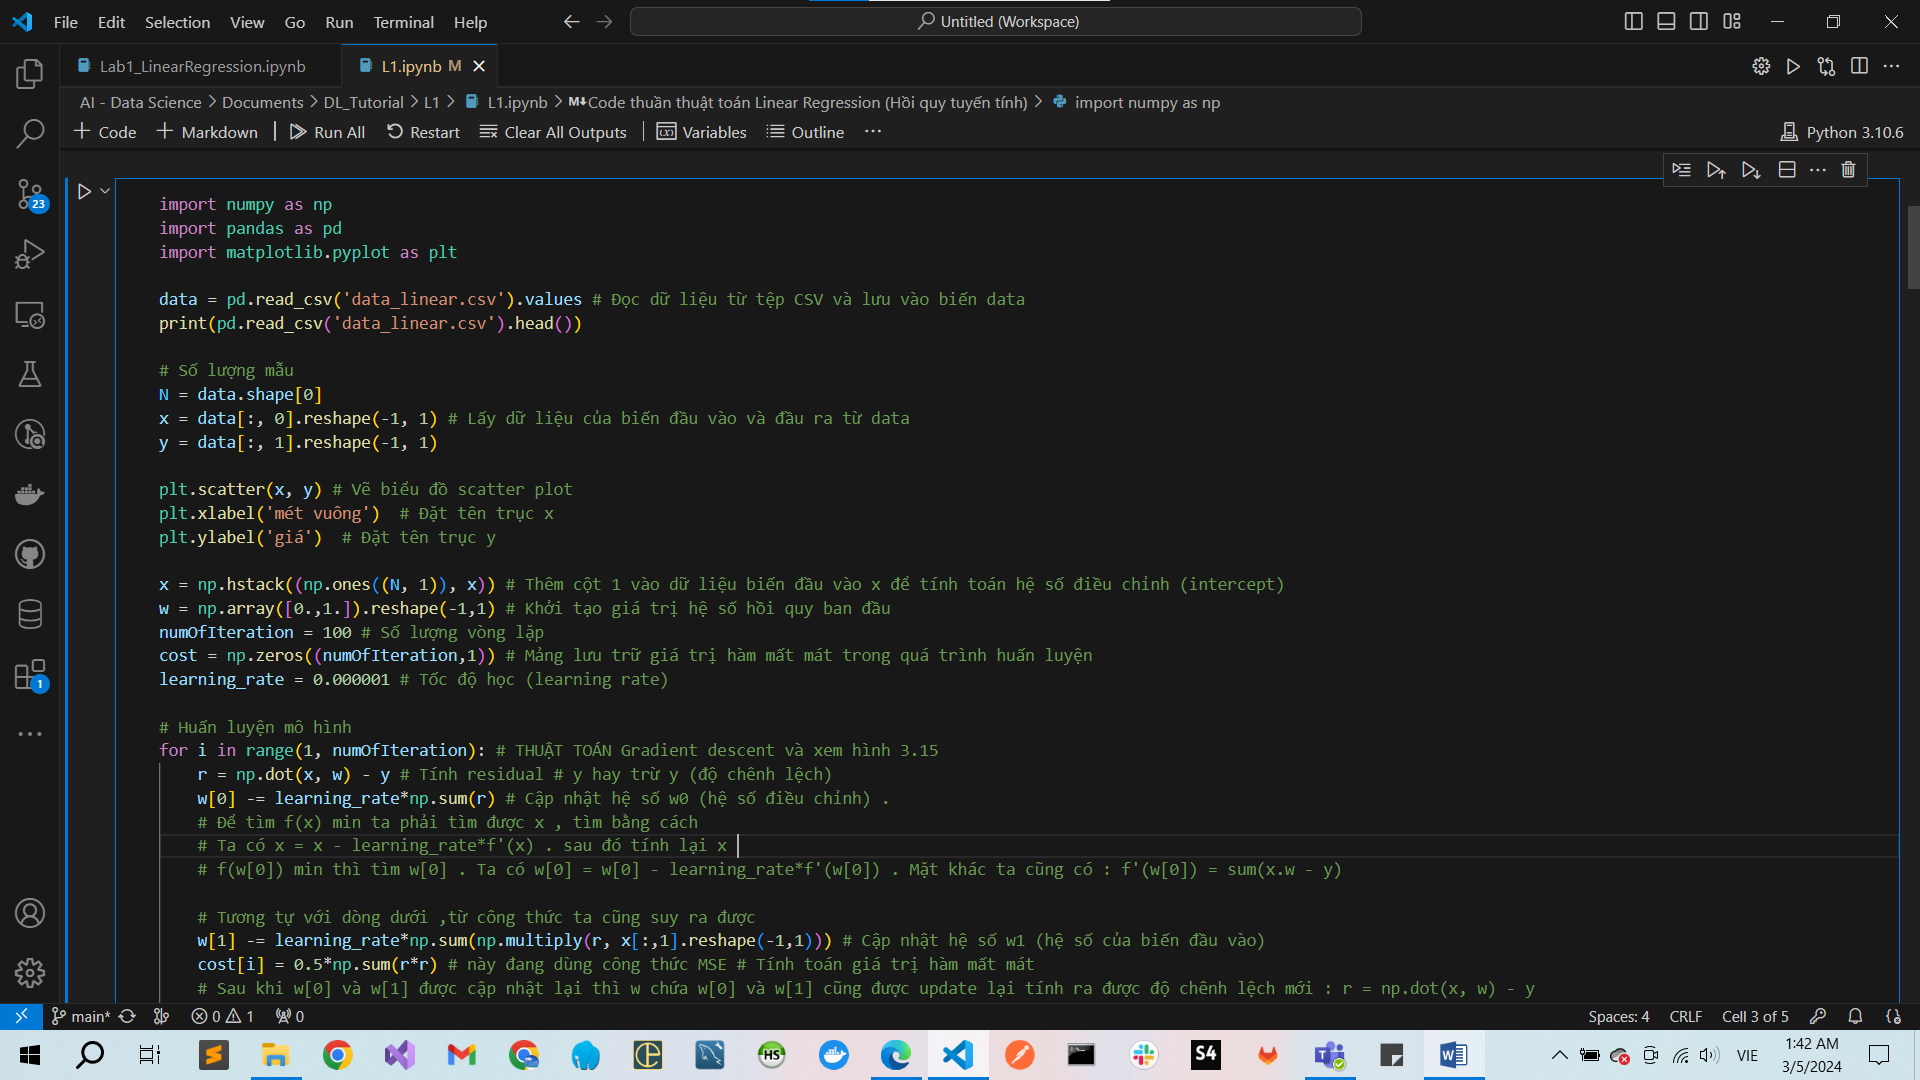 File Edit Selection View Go Run Terminal Help
Untitled (Workspace)
Lab1_LinearRegression.ipynb
L1.ipynb M
AI - Data Science > Documents > DL_Tutorial > L1 > L1.ipynb > M↓Code thuần thuật toán Linear Regression (Hồi quy tuyến tính) > import numpy as np
+ Code + Markdown Run All Restart Clear All Outputs Variables Outline ...
Python 3.10.6
import numpy as np
import pandas as pd
import matplotlib.pyplot as plt
data = pd.read_csv('data_linear.csv').values # Đọc dữ liệu từ tệp CSV và lưu vào biến data
print(pd.read_csv('data_linear.csv').head())
# Số lượng mẫu
N = data.shape[0]
x = data[:, 0].reshape(-1, 1) # Lấy dữ liệu của biến đầu vào và đầu ra từ data
y = data[:, 1].reshape(-1, 1)
plt.scatter(x, y) # Vẽ biểu đồ scatter plot
plt.xlabel('mét vuông')  # Đặt tên trục x
plt.ylabel('giá')  # Đặt tên trục y
x = np.hstack((np.ones((N, 1)), x)) # Thêm cột 1 vào dữ liệu biến đầu vào x để tính toán hệ số điều chỉnh (intercept)
w = np.array([0.,1.]).reshape(-1,1) # Khởi tạo giá trị hệ số hồi quy ban đầu
numOfIteration = 100 # Số lượng vòng lặp
cost = np.zeros((numOfIteration,1)) # Mảng lưu trữ giá trị hàm mất mát trong quá trình huấn luyện
learning_rate = 0.000001 # Tốc độ học (learning rate)
# Huấn luyện mô hình
for i in range(1, numOfIteration): # THUẬT TOÁN Gradient descent và xem hình 3.15
r = np.dot(x, w) - y # Tính residual # y hay trừ y (độ chênh lệch)
w[0] -= learning_rate*np.sum(r) # Cập nhật hệ số w0 (hệ số điều chỉnh) .
# Để tìm f(x) min ta phải tìm được x , tìm bằng cách
# Ta có x = x - learning_rate*f'(x) . sau đó tính lại x
# f(w[0]) min thì tìm w[0] . Ta có w[0] = w[0] - learning_rate*f'(w[0]) . Mặt khác ta cũng có : f'(w[0]) = sum(x.w - y)
# Tương tự với dòng dưới ,từ công thức ta cũng suy ra được
w[1] -= learning_rate*np.sum(np.multiply(r, x[:,1].reshape(-1,1))) # Cập nhật hệ số w1 (hệ số của biến đầu vào)
cost[i] = 0.5*np.sum(r*r) # này đang dùng công thức MSE # Tính toán giá trị hàm mất mát
# Sau khi w[0] và w[1] được cập nhật lại thì w chứa w[0] và w[1] cũng được update lại tính ra được độ chênh lệch mới : r = np.dot(x, w) - y
23
1
main* 0 1 0
Spaces: 4 CRLF Cell 3 of 5
HS
S4
VIE
1:42 AM
3/5/2024